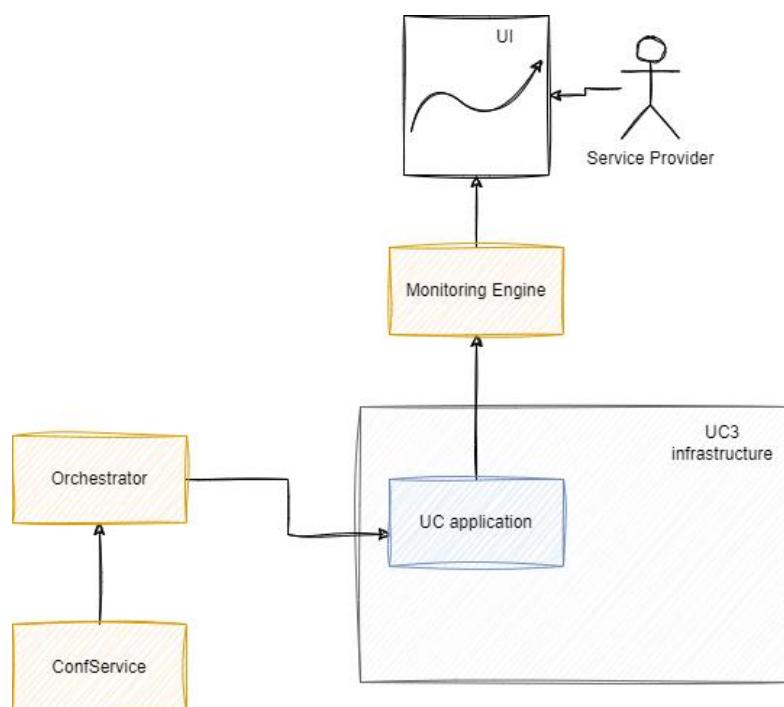 UI
Service Provider
Monitoring Engine
UC3
infrastructure
Orchestrator
UC application
ConfService